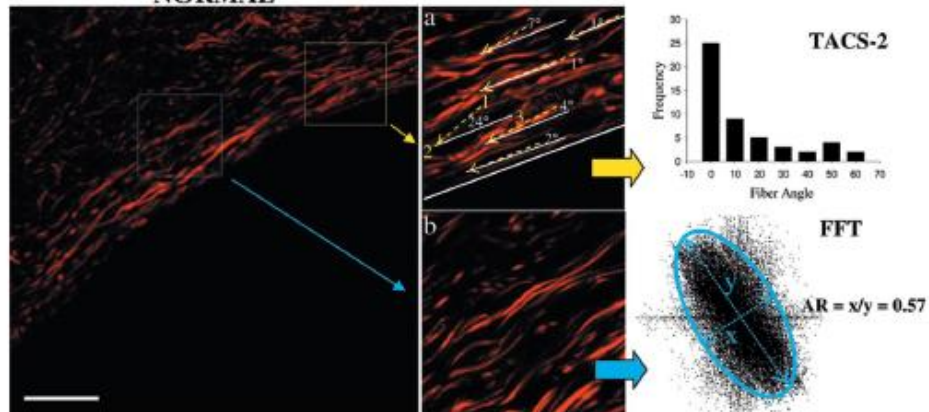 NORMAL
a
7°
1°
1°
1
24°
3
4°
2
2°
b
TACS-2
Frequency
30
25
20
15
10
5
0
-10 0 10 20 30 40 50 60 70
Fiber Angle
FFT
y
x
AR = x/y = 0.57